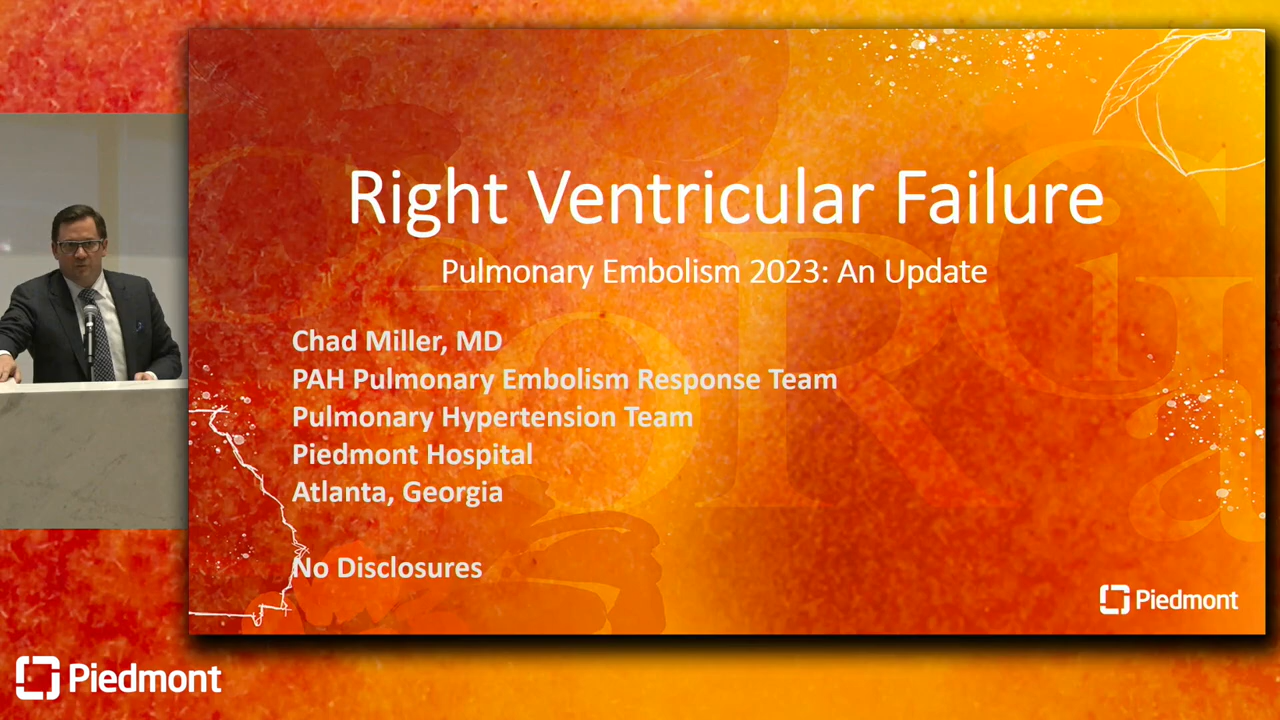 Right Ventricular Failure
Pulmonary Embolism 2023: An Update
Chad Miller, MD
PAH Pulmonary Embolism Response Team
Pulmonary Hypertension Team
Piedmont Hospital
Atlanta, Georgia
No Disclosures
Piedmont
Piedmont